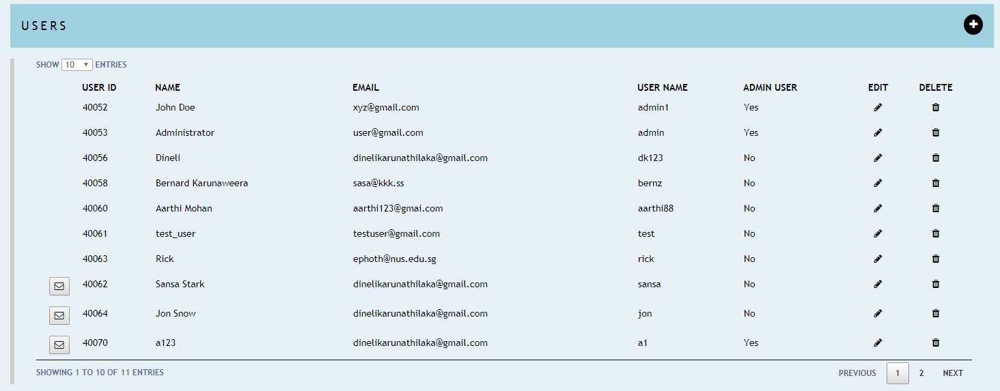 USERS
SHOW 10 ENTRIES
USER ID NAME EMAIL USER NAME ADMIN USER EDIT DELETE
40052 John Doe xyz@gmail.com admin1 Yes
40053 Administrator user@gmail.com admin Yes
40056 Dineli dinelikarunathilaka@gmail.com dk123 No
40058 Bernard Karunaweera sasa@kkk.ss bernz No
40060 Aarthi Mohan aarthi123@gmai.com aarthi88 No
40061 test_user testuser@gmail.com test No
40063 Rick ephoth@nus.edu.sg rick No
40062 Sansa Stark dinelikarunathilaka@gmail.com sansa No
40064 Jon Snow dinelikarunathilaka@gmail.com jon No
40070 a123 dinelikarunathilaka@gmail.com a1 Yes
SHOWING 1 TO 10 OF 11 ENTRIES PREVIOUS 1 2 NEXT